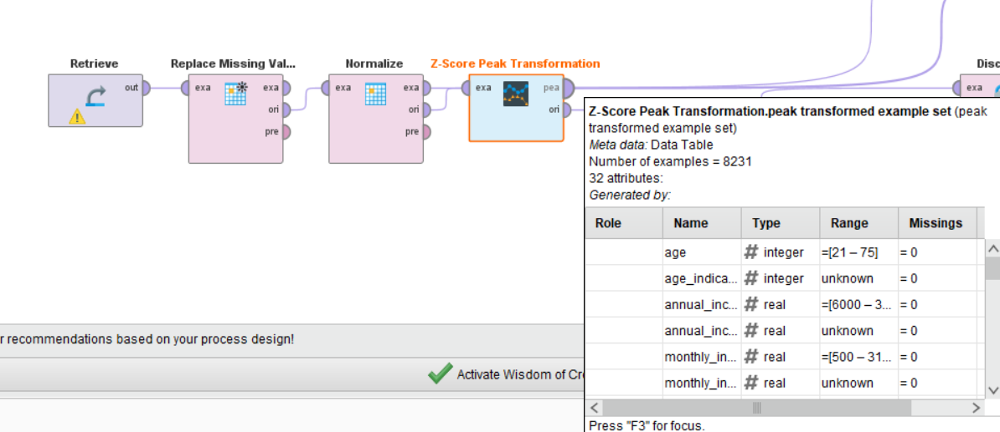 Retrieve
Replace Missing Val...
Normalize
Z-Score Peak Transformation
Disc
out
exa
exa
ori
pre
exa
exa
ori
pre
exa
pea
ori
exa
Z-Score Peak Transformation.peak transformed example set (peak
transformed example set)
Meta data: Data Table
Number of examples = 8231
32 attributes:
Generated by:
Role Name Type Range Missings
age # integer =[21 – 75] = 0
age_indica... # integer unknown = 0
annual_inc... # real =[6000 – 3... = 0
annual_inc... # real unknown = 0
monthly_in... # real =[500 – 31... = 0
monthly_in... # real unknown = 0
Press "F3" for focus.
r recommendations based on your process design!
Activate Wisdom of Cr